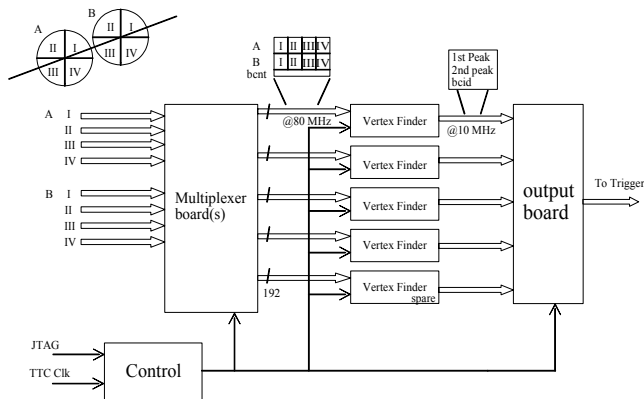 A
B
II I
III IV
II I
III IV
A I II III IV
B I II III IV
bcnt
1st Peak
2nd peak
bcid
A I
II
III
IV
B I
II
III
IV
Multiplexer
board(s)
@80 MHz
192
Vertex Finder
Vertex Finder
Vertex Finder
Vertex Finder
Vertex Finder
spare
@10 MHz
output
board
To Trigger
JTAG
TTC Clk
Control